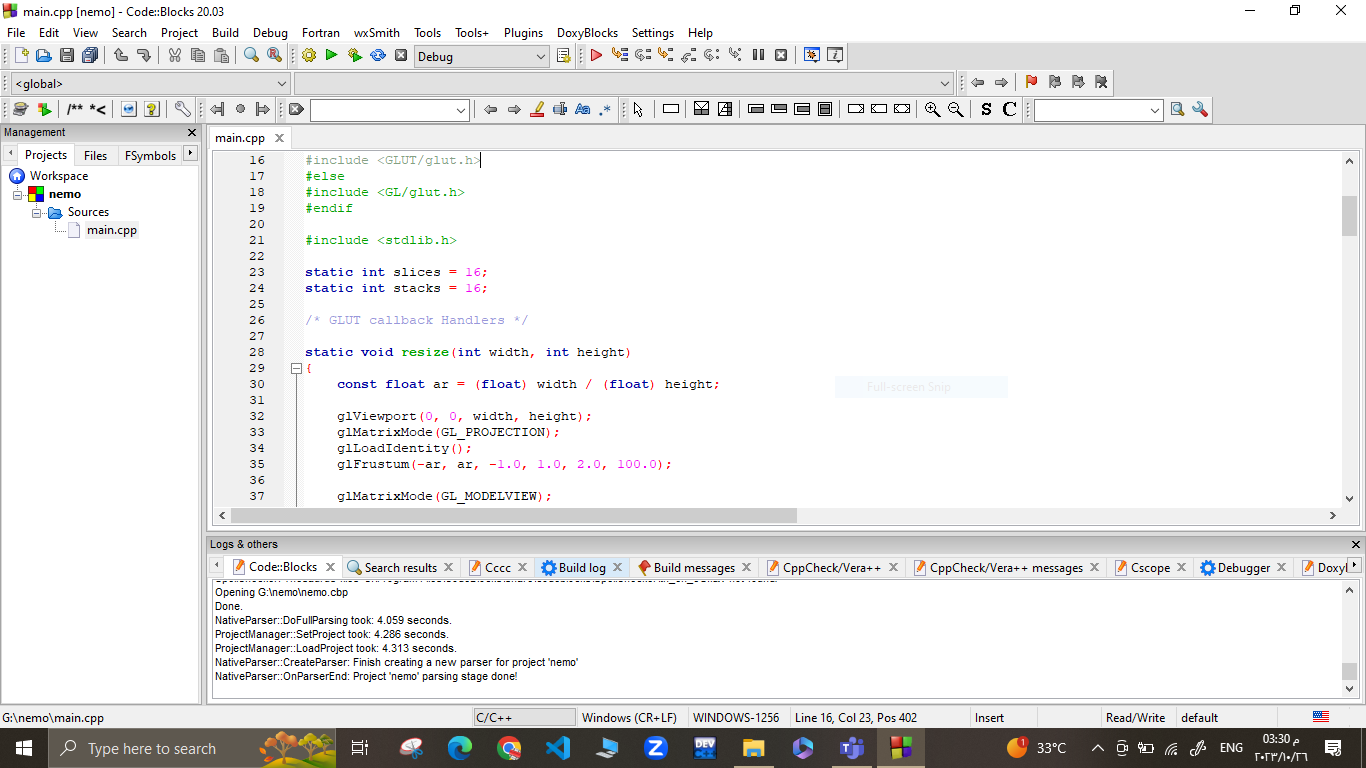 main.cpp [nemo] - Code::Blocks 20.03
File Edit View Search Project Build Debug Fortran wxSmith Tools Tools+ Plugins DoxyBlocks Settings Help
Debug
<global>
/** *<
Aa .* S C
Management
main.cpp
Projects Files FSymbols
Workspace
nemo
Sources
main.cpp
16 #include <GLUT/glut.h>
17 #else
18 #include <GL/glut.h>
19 #endif
20
21 #include <stdlib.h>
22
23 static int slices = 16;
24 static int stacks = 16;
25
26 /* GLUT callback Handlers */
27
28 static void resize(int width, int height)
29 {
30 const float ar = (float) width / (float) height;
31
32 glViewport(0, 0, width, height);
33 glMatrixMode(GL_PROJECTION);
34 glLoadIdentity();
35 glFrustum(-ar, ar, -1.0, 1.0, 2.0, 100.0);
36
37 glMatrixMode(GL_MODELVIEW);
Full-screen Snip
Logs & others
Code::Blocks Search results Cccc Build log Build messages CppCheck/Vera++ CppCheck/Vera++ messages Cscope Debugger Doxyl
Opening G:\nemo\nemo.cbp
Done.
NativeParser::DoFullParsing took: 4.059 seconds.
ProjectManager::SetProject took: 4.286 seconds.
ProjectManager::LoadProject took: 4.313 seconds.
NativeParser::CreateParser: Finish creating a new parser for project 'nemo'
NativeParser::OnParserEnd: Project 'nemo' parsing stage done!
G:\nemo\main.cpp C/C++ Windows (CR+LF) WINDOWS-1256 Line 16, Col 23, Pos 402 Insert Read/Write default
Type here to search
DEV
1
33°C
ENG
03:30 م
٢٠٢٣/١٠/٢٦